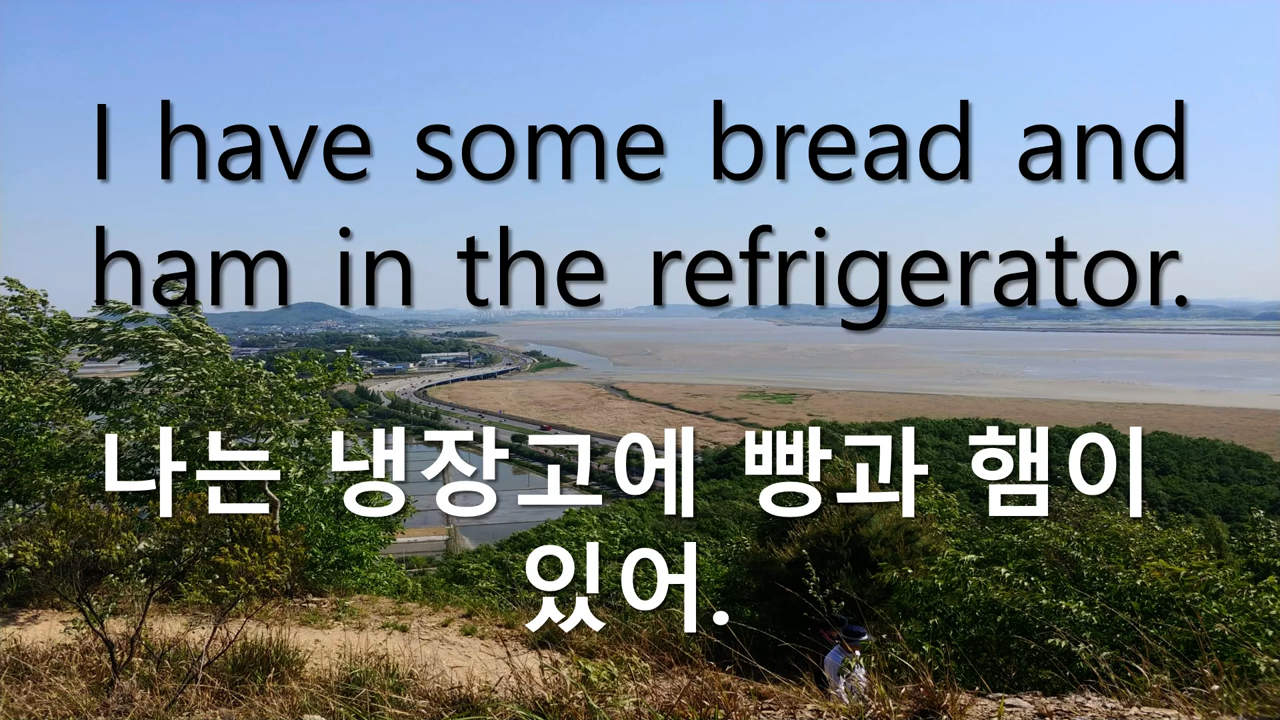 I have some bread and
ham in the refrigerator.
나는 냉장고에 빵과 햄이
있어.